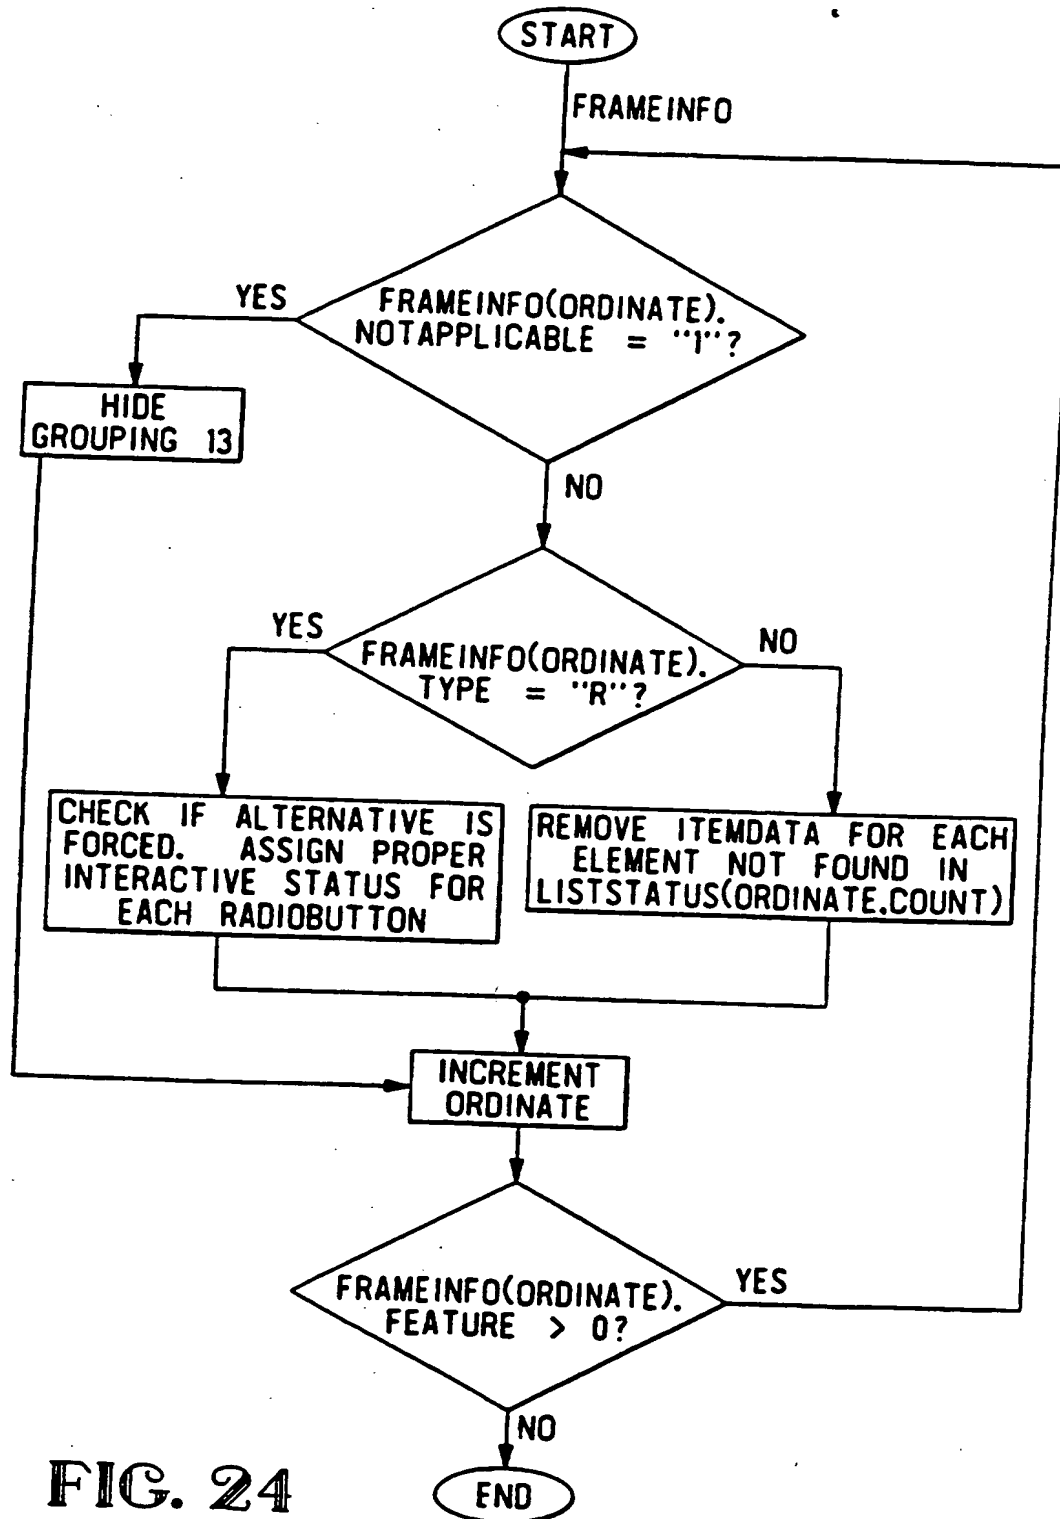 START
FRAMEINFO
YES
FRAMEINFO(ORDINATE).
NOTAPPLICABLE = "1"?
HIDE
GROUPING 13
NO
YES
FRAMEINFO(ORDINATE).
TYPE = "R"?
NO
CHECK IF ALTERNATIVE IS
FORCED. ASSIGN PROPER
INTERACTIVE STATUS FOR
EACH RADIOBUTTON
REMOVE ITEMDATA FOR EACH
ELEMENT NOT FOUND IN
LISTSTATUS(ORDINATE.COUNT)
INCREMENT
ORDINATE
FRAMEINFO(ORDINATE).
FEATURE > 0?
YES
NO
END
FIG. 24